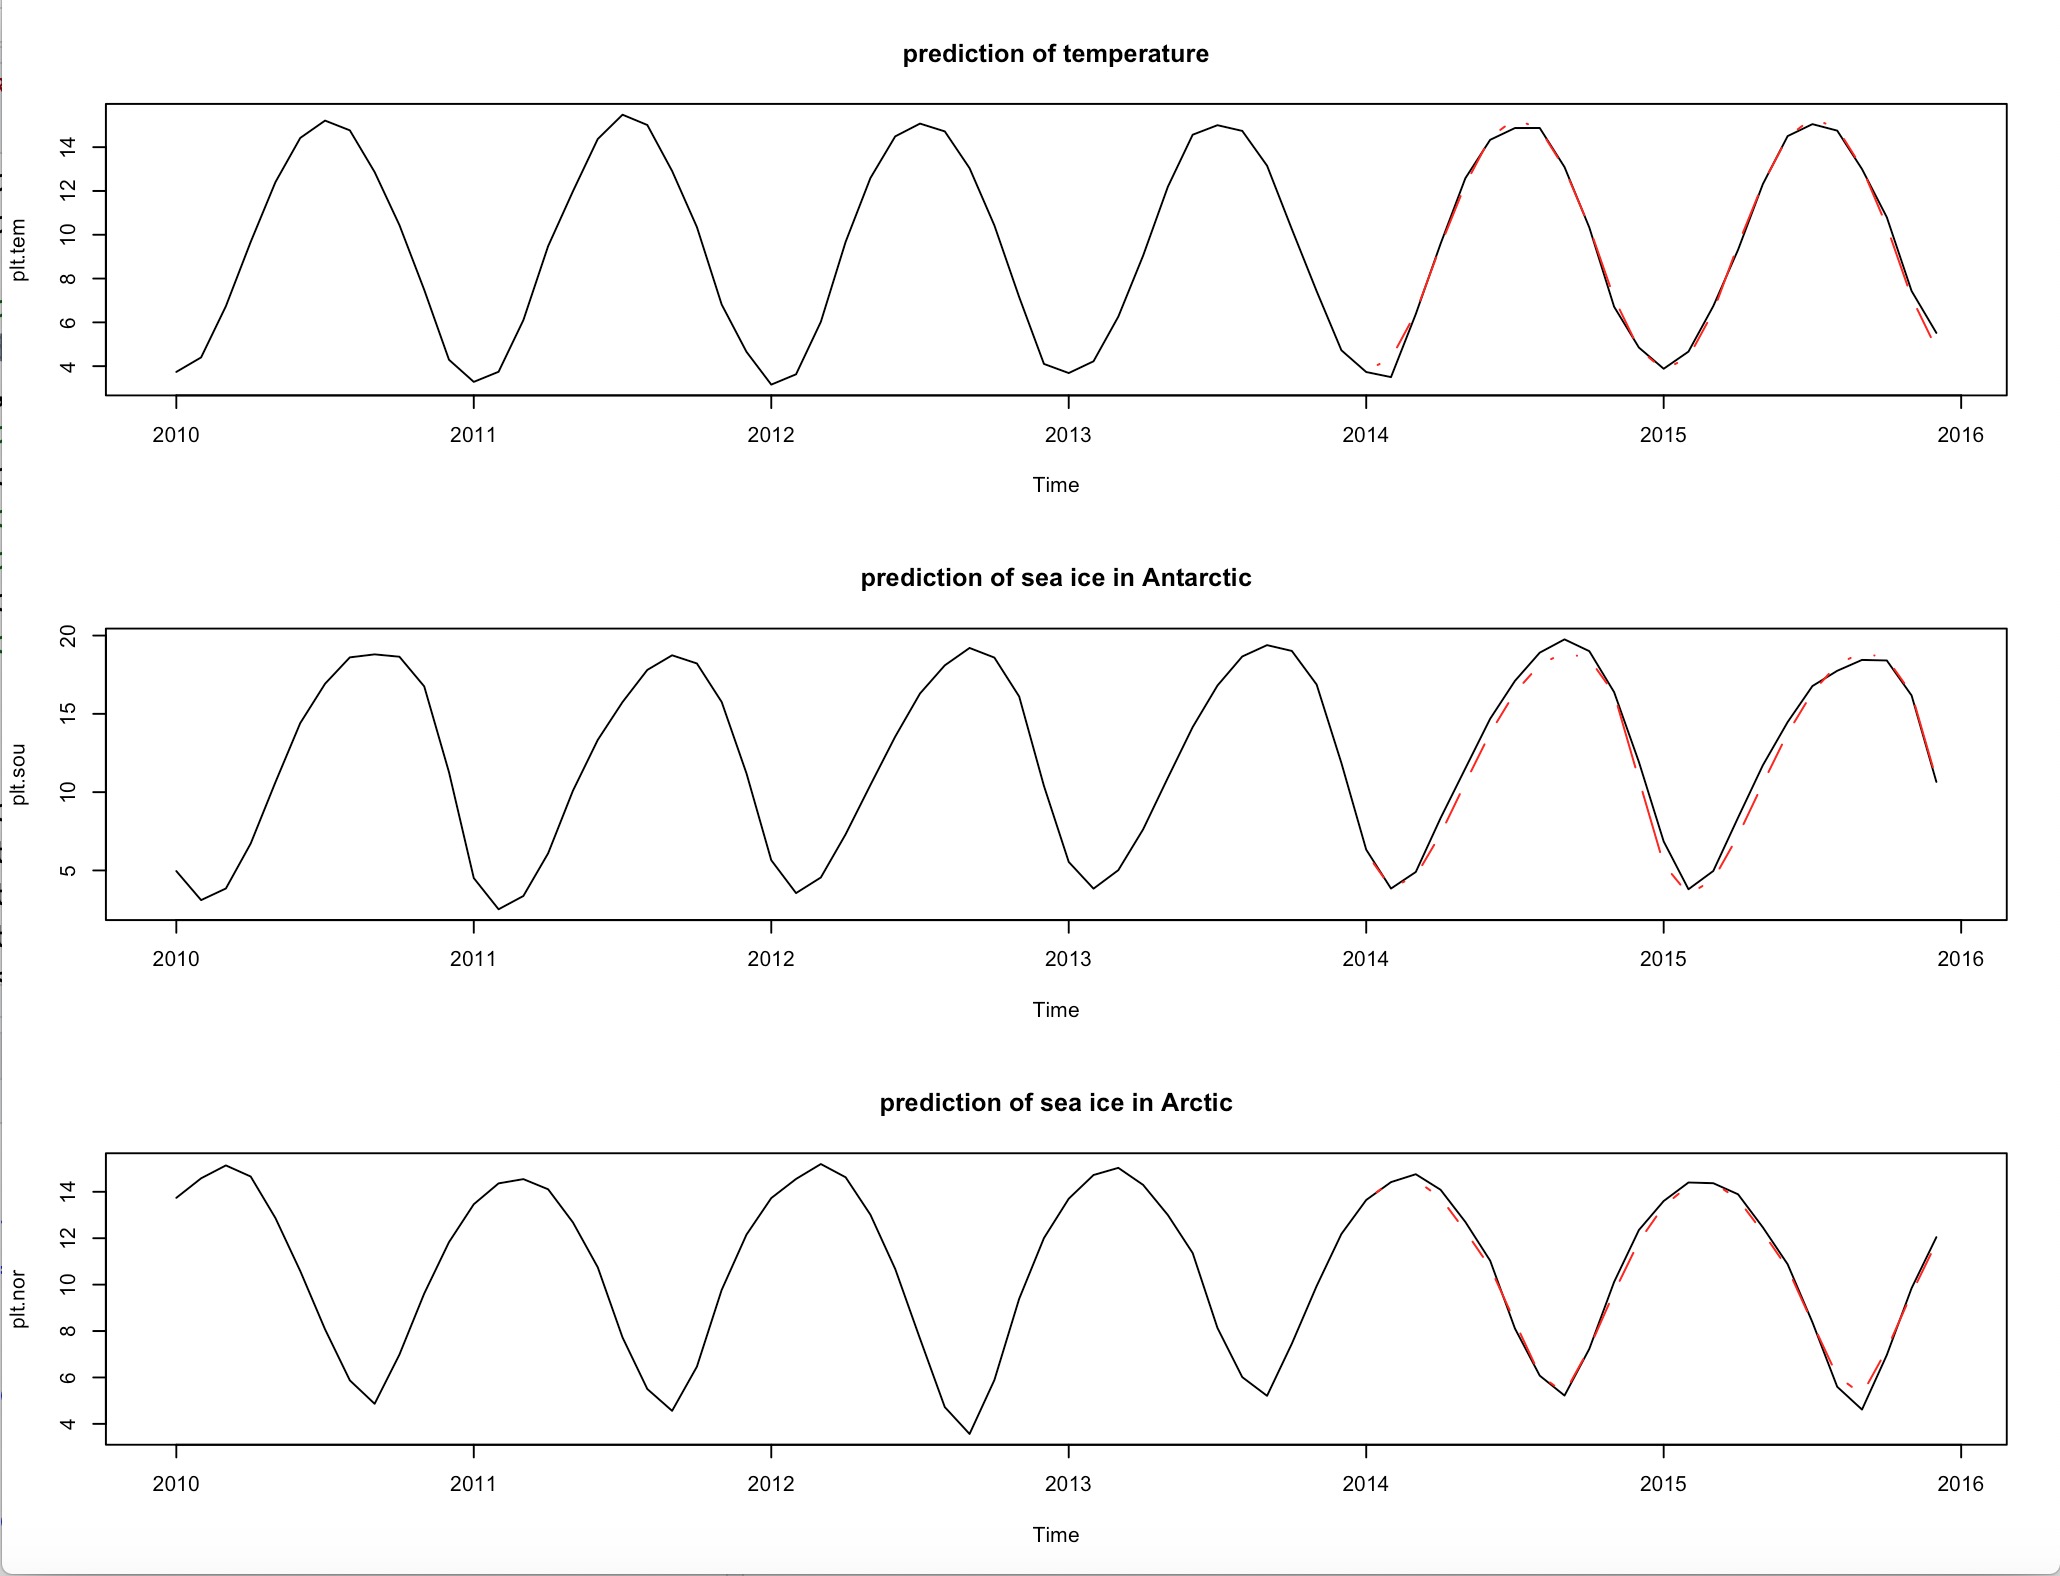 prediction of temperature
plt.tem
14
12
10
8
6
4
2010 2011 2012 2013 2014 2015 2016
Time
prediction of sea ice in Antarctic
plt.sou
20
15
10
5
2010 2011 2012 2013 2014 2015 2016
Time
prediction of sea ice in Arctic
plt.nor
14
12
10
8
6
4
2010 2011 2012 2013 2014 2015 2016
Time